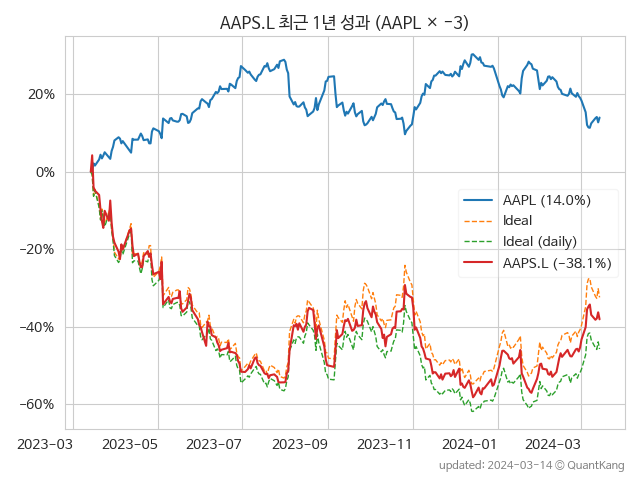 AAPS.L 최근 1년 성과 (AAPL × −3)
20%
0%
−20%
−40%
−60%
AAPL (14.0%)
Ideal
Ideal (daily)
AAPS.L (−38.1%)
2023-03 2023-05 2023-07 2023-09 2023-11 2024-01 2024-03
updated: 2024-03-14 © QuantKang